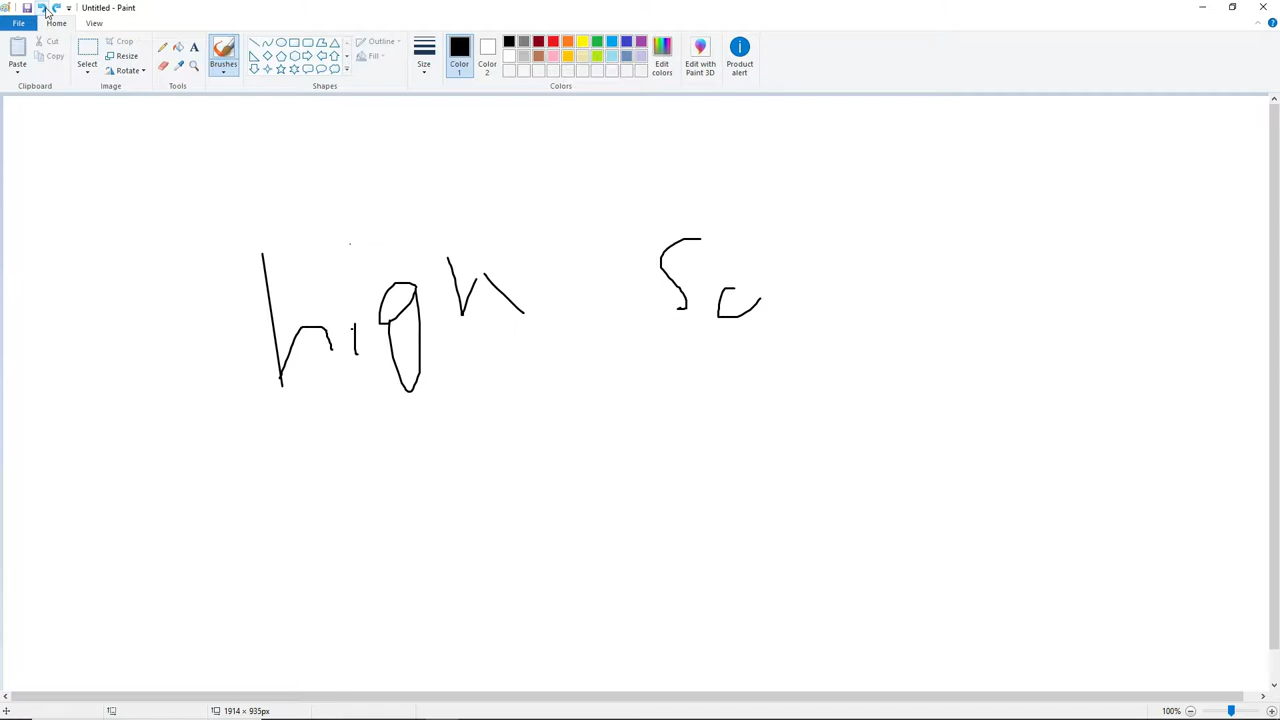 Untitled - Paint
File Home View
Paste Cut Copy Select Crop Resize Rotate Brushes Outline Fill Size Color 1 Color 2 Edit colors Edit with Paint 3D Product alert
Clipboard Image Tools Shapes Colors
high Sc
1914 × 935px 100%